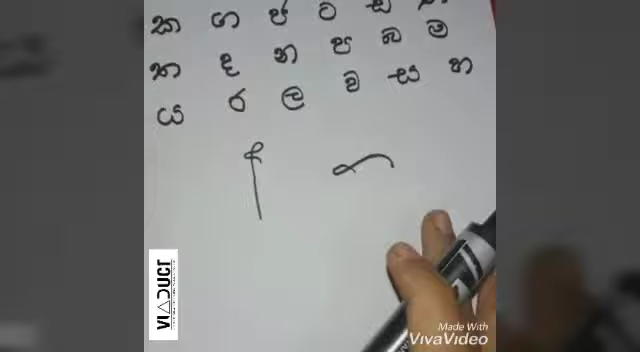 ක ග ජ ට ඩ
ත ද න ප බ ම
ය ර ල ව ස හ
VIADUCT
Made With
VivaVideo